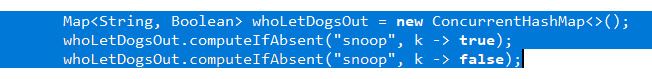 Map<String, Boolean> whoLetDogsOut = new ConcurrentHashMap<>();
whoLetDogsOut.computeIfAbsent("snoop", k -> true);
whoLetDogsOut.computeIfAbsent("snoop", k -> false);